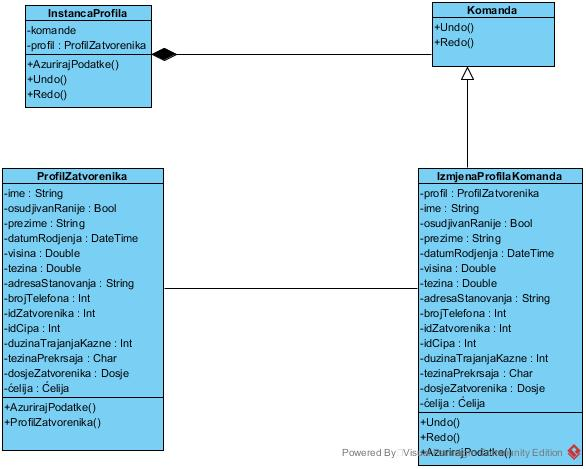 InstancaProfila
-komande
-profil : ProfilZatvorenika
+AzurirajPodatke()
+Undo()
+Redo()
Komanda
+Undo()
+Redo()
ProfilZatvorenika
-ime : String
-osudjivanRanije : Bool
-prezime : String
-datumRodjenja : DateTime
-visina : Double
-tezina : Double
-adresaStanovanja : String
-brojTelefona : Int
-idZatvorenika : Int
-idCipa : Int
-duzinaTrajanjaKazne : Int
-tezinaPrekrsaja : Char
-dosjeZatvorenika : Dosje
-ćelija : Ćelija
+AzurirajPodatke()
+ProfilZatvorenika()
IzmjenaProfilaKomanda
-profil : ProfilZatvorenika
-ime : String
-osudjivanRanije : Bool
-prezime : String
-datumRodjenja : DateTime
-visina : Double
-tezina : Double
-adresaStanovanja : String
-brojTelefona : Int
-idZatvorenika : Int
-idCipa : Int
-duzinaTrajanjaKazne : Int
-tezinaPrekrsaja : Char
-dosjeZatvorenika : Dosje
-ćelija : Ćelija
+Undo()
+Redo()
+AzurirajPodatke()
Powered By Visual Paradigm Community Edition